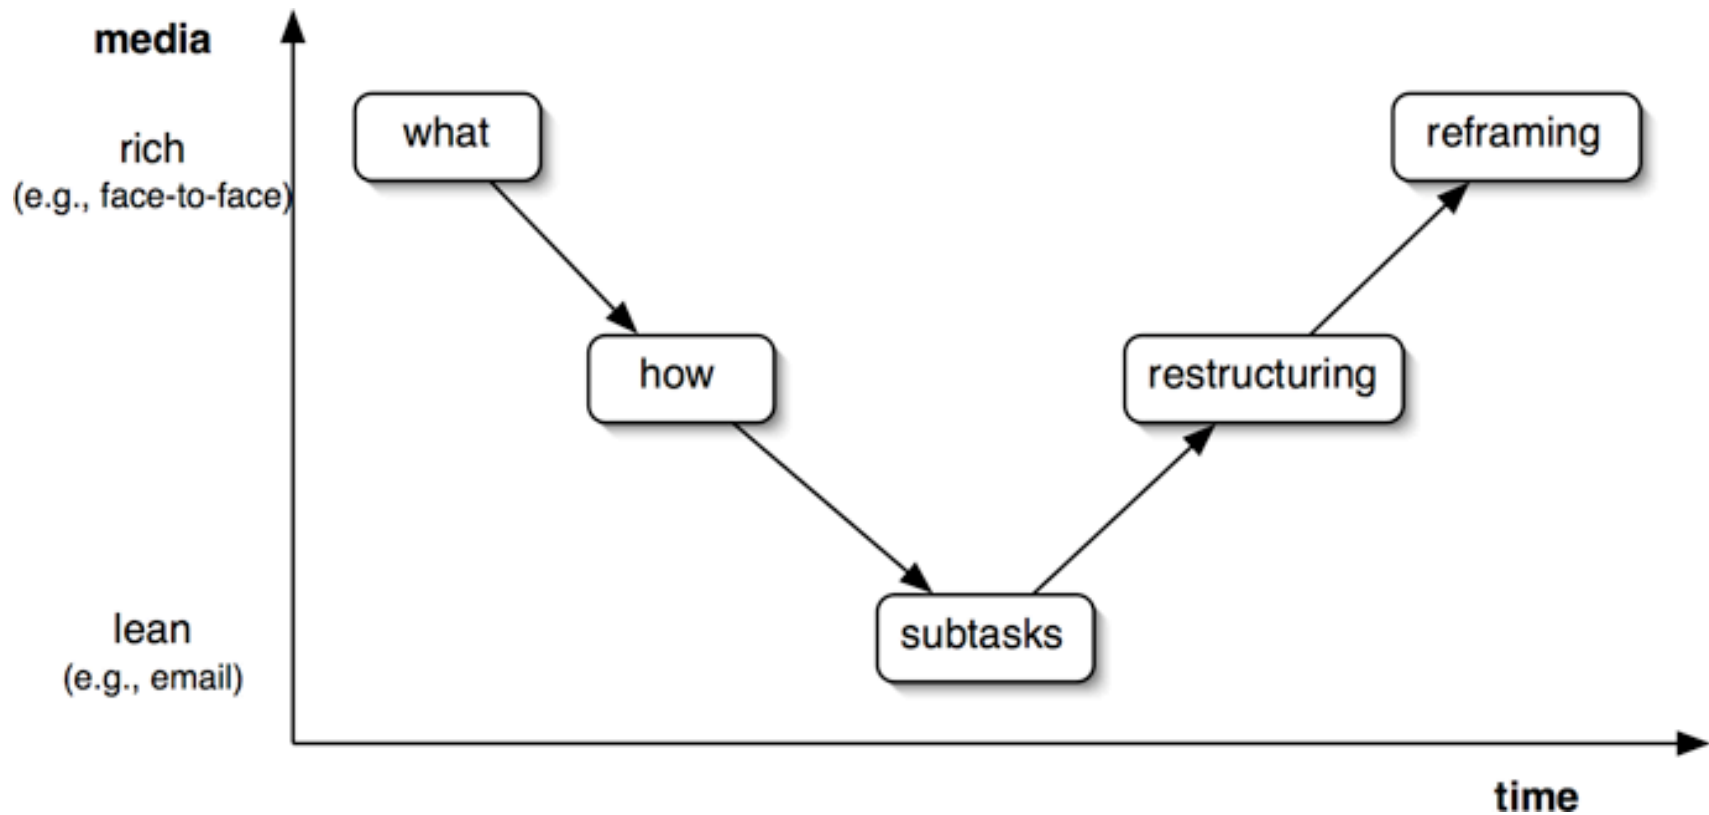 media
what
reframing
rich
(e.g., face-to-face)
how
restructuring
lean
(e.g., email)
subtasks
time